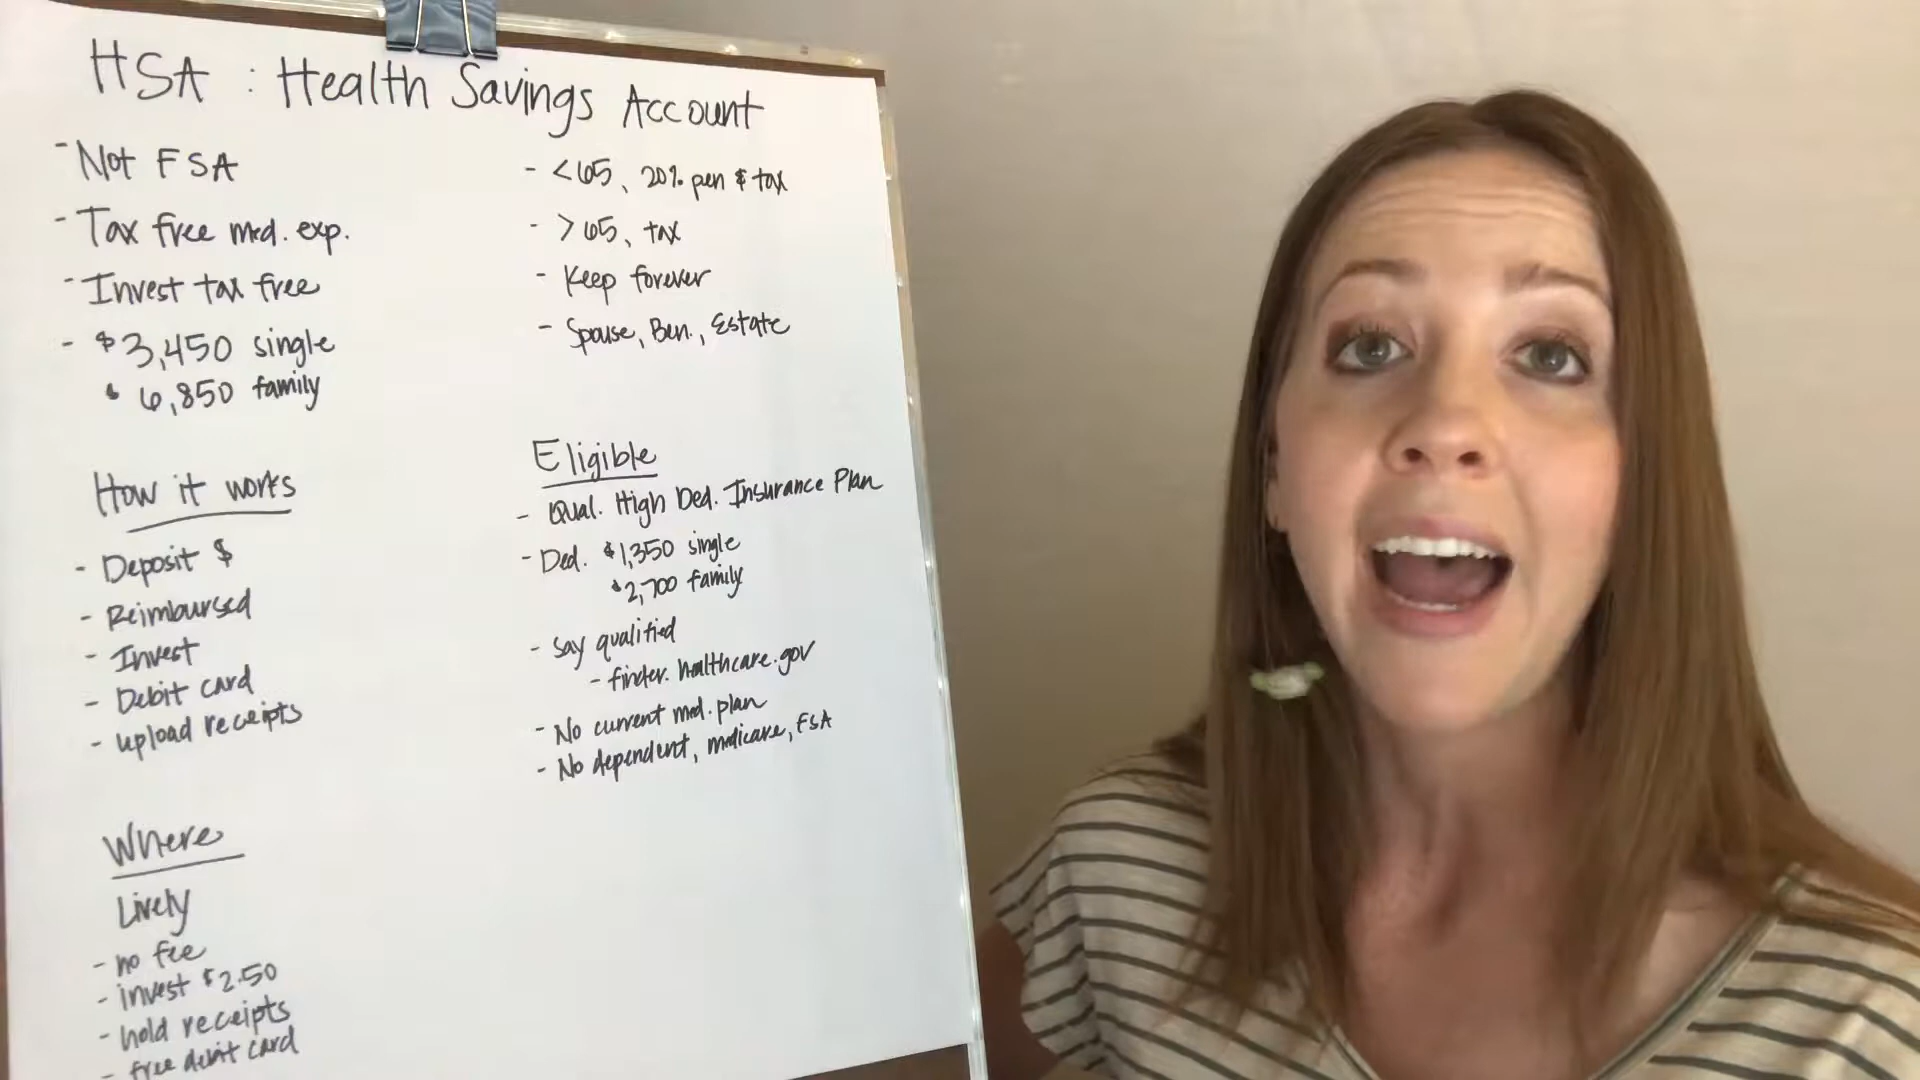 HSA : Health Savings Account
- Not FSA
- Tax free med. exp.
- Invest tax free
- $3,450 single
$6,850 family
- <65, 20% pen & tax
- >65, tax
- Keep forever
- Spouse, Ben., Estate
How it works
- Deposit $
- Reimbursed
- Invest
- Debit card
- upload receipts
Eligible
- Qual. High Ded. Insurance Plan
- Ded. $1,350 single
$2,700 family
- Say qualified
- finder.healthcare.gov
- No current med. plan
- No dependent, medicare, FSA
Where
Lively
- no fee
- invest $2.50
- hold receipts
- free debit card